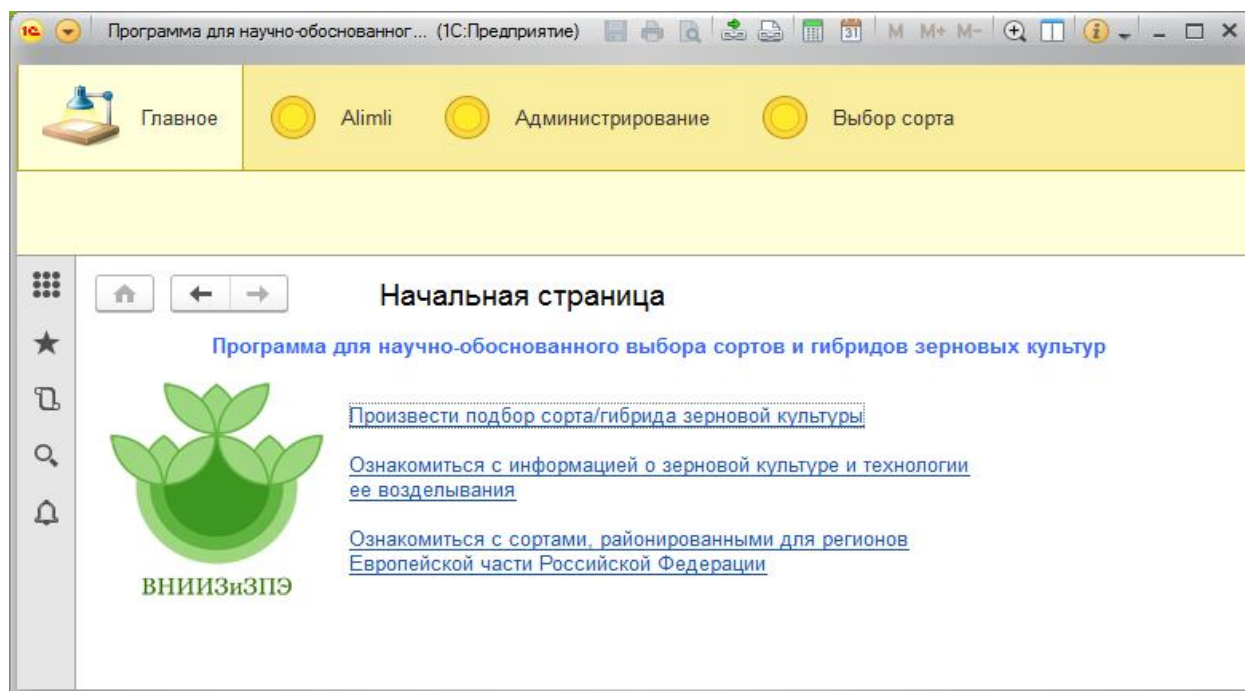 Программа для научно-обоснованног... (1С:Предприятие)
31 M M+ M-
Главное Alimli Администрирование Выбор сорта
Начальная страница
Программа для научно-обоснованного выбора сортов и гибридов зерновых культур
Произвести подбор сорта/гибрида зерновой культуры
Ознакомиться с информацией о зерновой культуре и технологии
ее возделывания
Ознакомиться с сортами, районированными для регионов
Европейской части Российской Федерации
ВНИИЗиЗПЭ